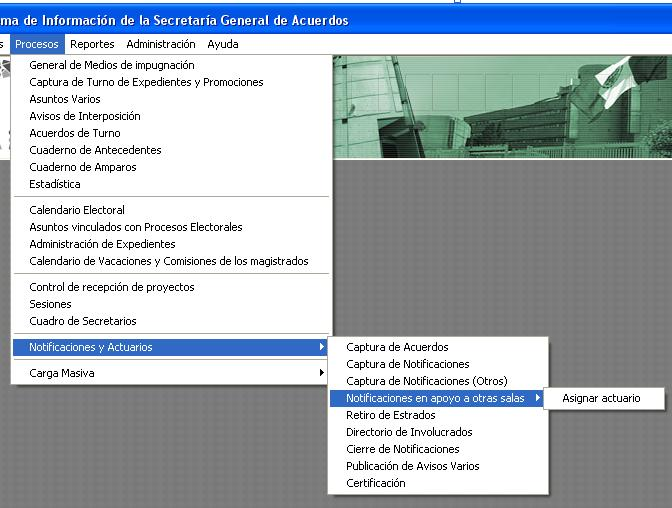 ma de Información de la Secretaría General de Acuerdos
s Procesos Reportes Administración Ayuda
General de Medios de impugnación
Captura de Turno de Expedientes y Promociones
Asuntos Varios
Avisos de Interposición
Acuerdos de Turno
Cuaderno de Antecedentes
Cuaderno de Amparos
Estadística
Calendario Electoral
Asuntos vinculados con Procesos Electorales
Administración de Expedientes
Calendario de Vacaciones y Comisiones de los magistrados
Control de recepción de proyectos
Sesiones
Cuadro de Secretarios
Notificaciones y Actuarios
Carga Masiva
Captura de Acuerdos
Captura de Notificaciones
Captura de Notificaciones (Otros)
Notificaciones en apoyo a otras salas
Retiro de Estrados
Directorio de Involucrados
Cierre de Notificaciones
Publicación de Avisos Varios
Certificación
Asignar actuario